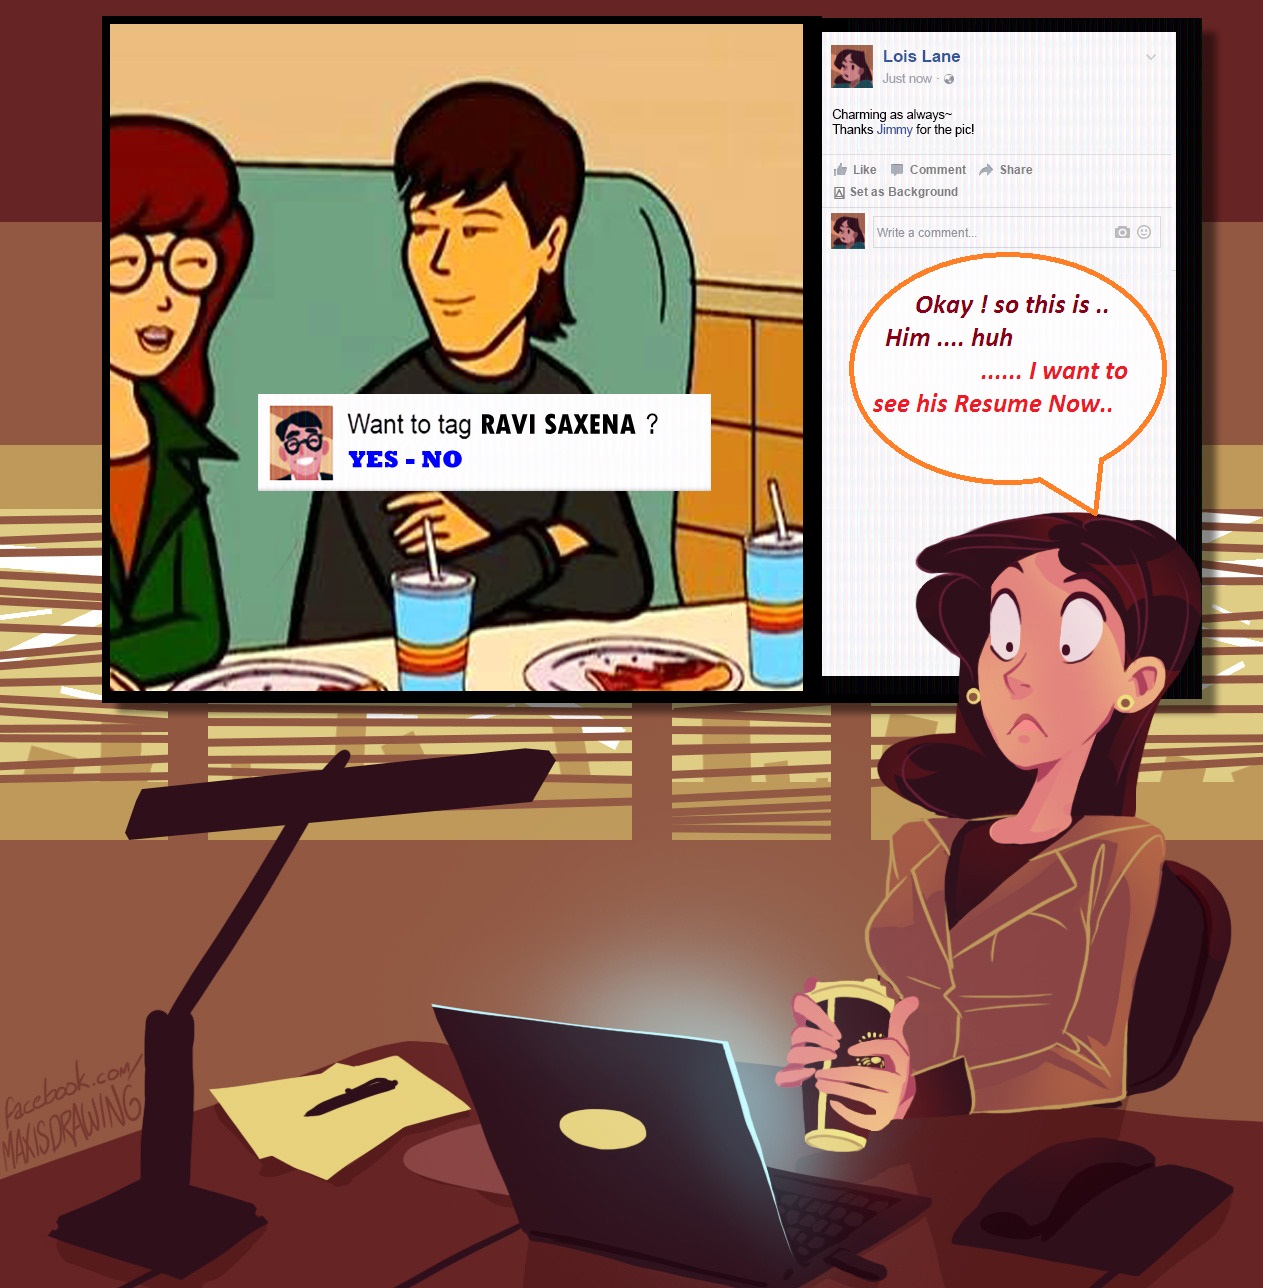 Lois Lane
Just now ·
Charming as always~
Thanks Jimmy for the pic!
Like Comment Share
Set as Background
Write a comment...
Want to tag RAVI SAXENA ?
YES - NO
Okay ! so this is ..
Him .... huh
...... I want to
see his Resume Now..
facebook.com/
MAXISDRAWING